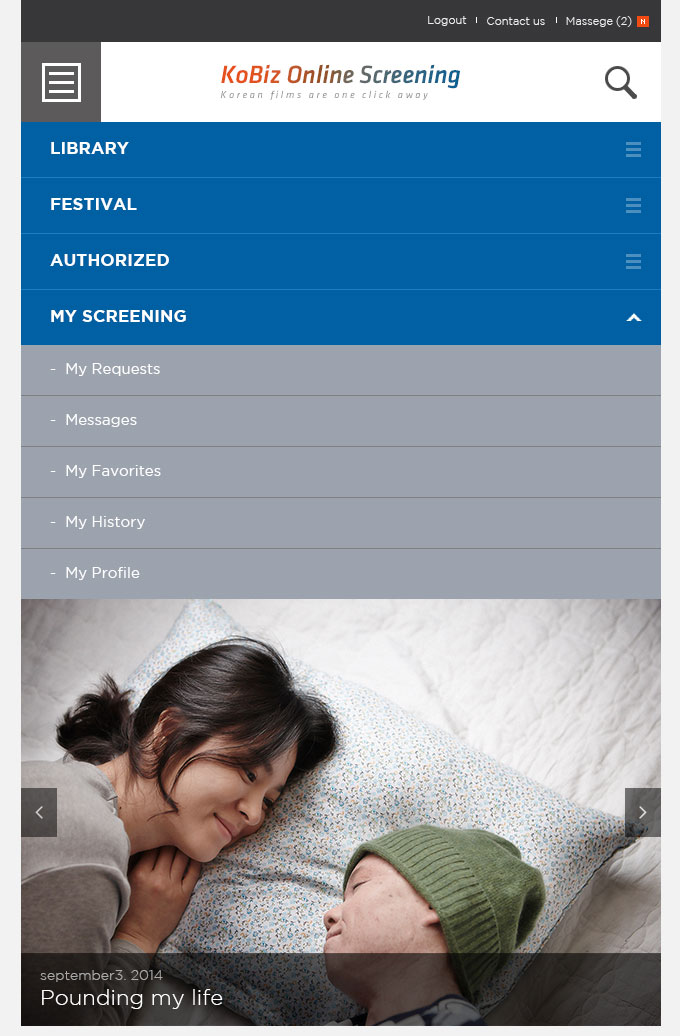 Logout
Contact us
Massege (2) N
KoBiz Online Screening
Korean films are one click away
LIBRARY
FESTIVAL
AUTHORIZED
MY SCREENING
- My Requests
- Messages
- My Favorites
- My History
- My Profile
september3. 2014
Pounding my life